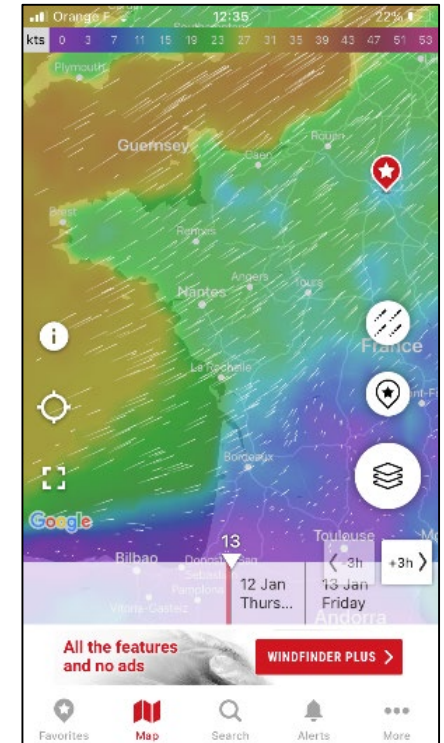 Orange F 12:35 22%
kts 0 3 7 11 15 19 23 27 31 35 39 43 47 51 53
Plymouth
Guernsey
Rouen
Caen
Brest
Rennes
Angers
Tours
Nantes
France
La Rochelle
Bordeaux
Google
13
Toulouse
Bilbao
-3h
+3h
12 Jan
Thurs...
13 Jan
Friday
Pamplona
Vitoria-Gasteiz
Andorra
All the features
and no ads
WINDFINDER PLUS
Favorites Map Search Alerts More